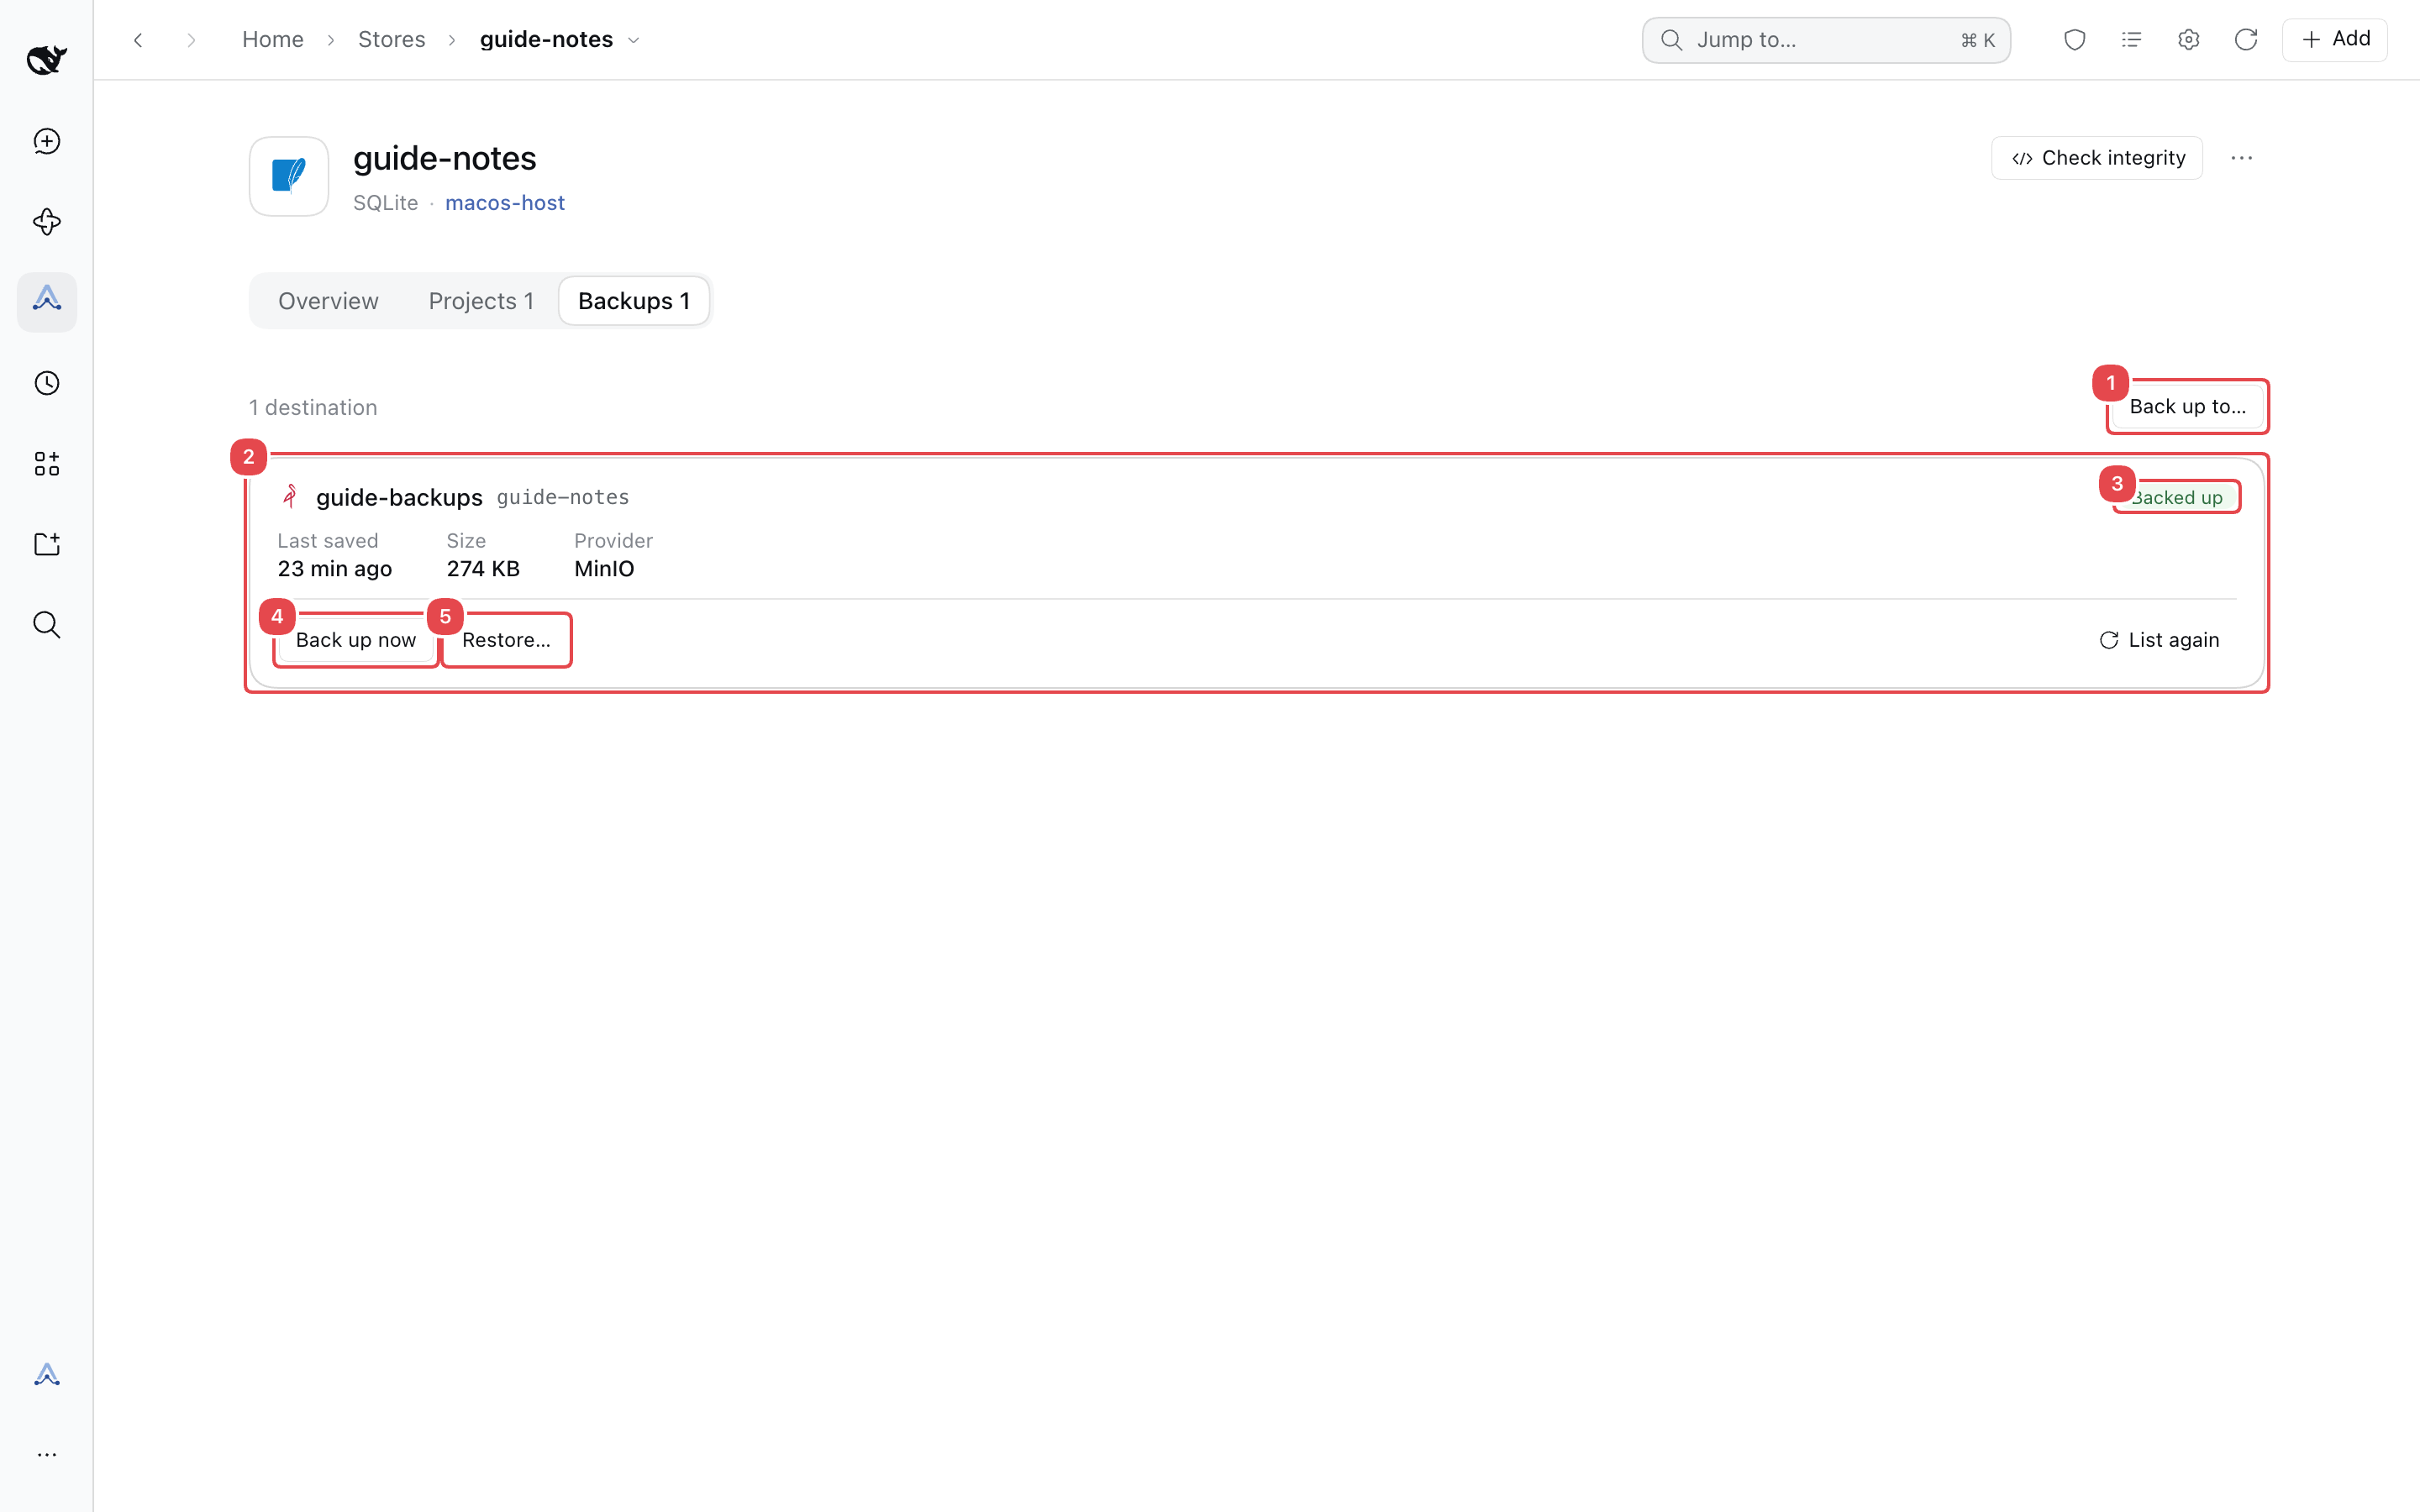 Home > Stores > guide-notes
Jump to...
⌘ K
+ Add
guide-notes
SQLite · macos-host
</> Check integrity
Overview
Projects 1
Backups 1
1 destination
1
Back up to...
2
guide-backups guide-notes
3
Backed up
Last saved
Size
Provider
23 min ago
274 KB
MinIO
4
Back up now
5
Restore...
List again